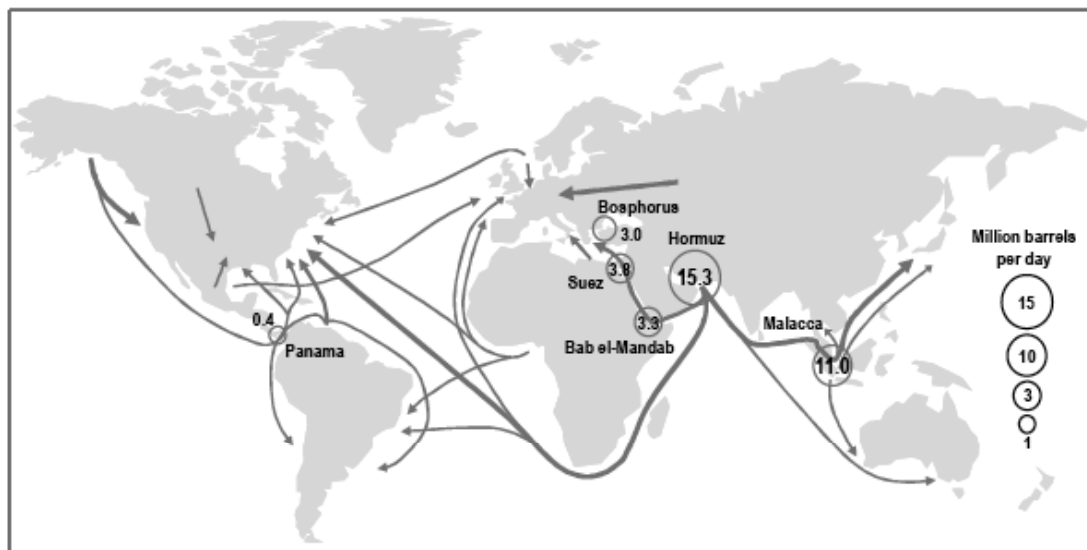 Bosphorus
3.0
Hormuz
Million barrels
per day
3.8
15.3
Suez
15
0.4
3.3
Malacca
Panama
Bab el-Mandab
11.0
10
3
1